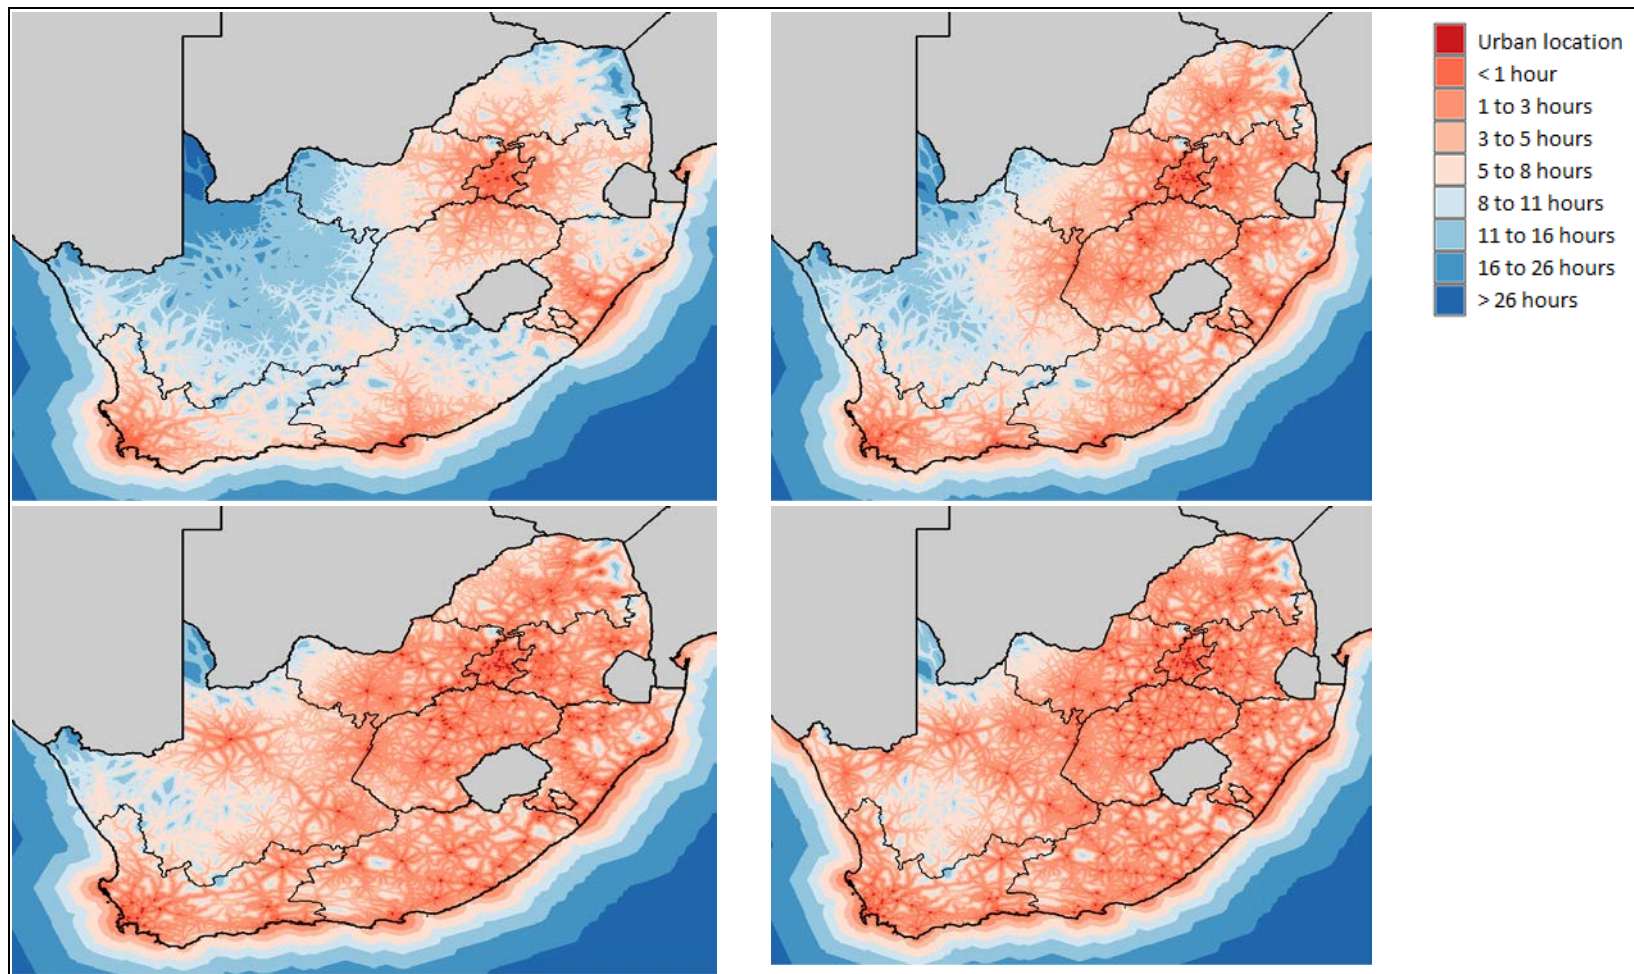 Urban location
< 1 hour
1 to 3 hours
3 to 5 hours
5 to 8 hours
8 to 11 hours
11 to 16 hours
16 to 26 hours
> 26 hours